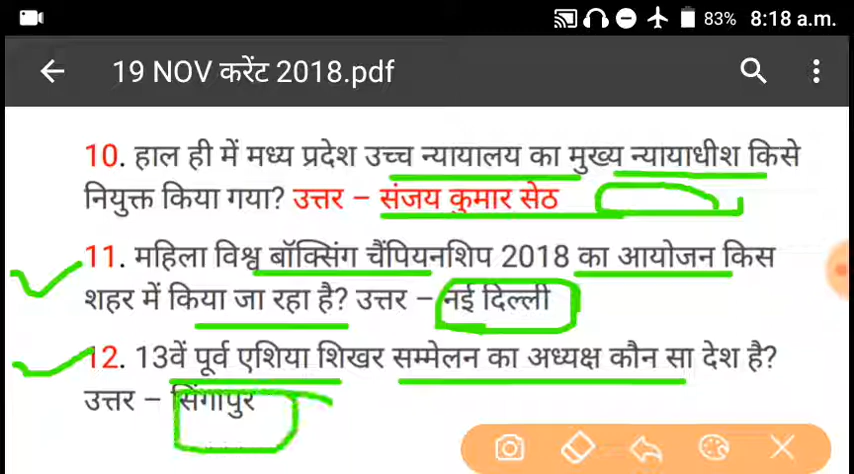 83% 8:18 a.m.
19 NOV करेंट 2018.pdf
10. हाल ही में मध्य प्रदेश उच्च न्यायालय का मुख्य न्यायाधीश किसे
नियुक्त किया गया? उत्तर – संजय कुमार सेठ
11. महिला विश्व बॉक्सिंग चैंपियनशिप 2018 का आयोजन किस
शहर में किया जा रहा है? उत्तर – नई दिल्ली
12. 13वें पूर्व एशिया शिखर सम्मेलन का अध्यक्ष कौन सा देश है?
उत्तर – सिंगापुर